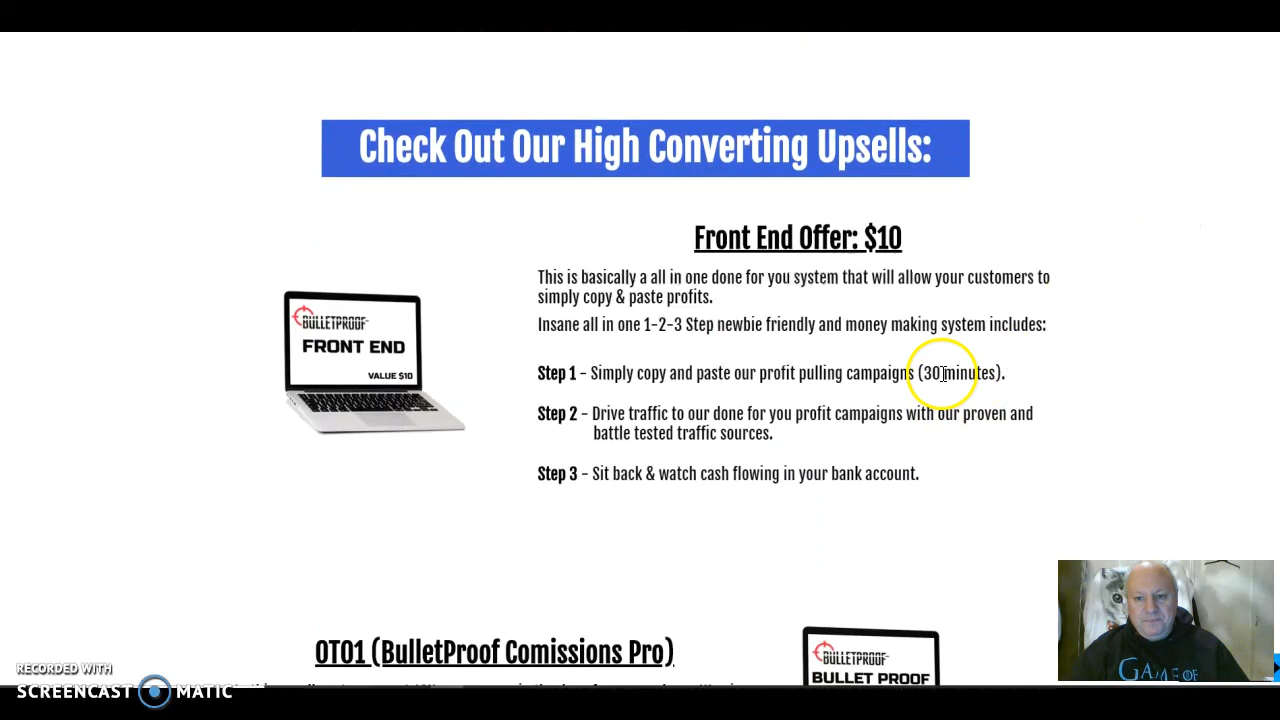 Check Out Our High Converting Upsells:
Front End Offer: $10
This is basically a all in one done for you system that will allow your customers to
simply copy & paste profits.
Insane all in one 1-2-3 Step newbie friendly and money making system includes:
BULLETPROOF
FRONT END
VALUE $10
Step 1 - Simply copy and paste our profit pulling campaigns (30 minutes).
Step 2 - Drive traffic to our done for you profit campaigns with our proven and
battle tested traffic sources.
Step 3 - Sit back & watch cash flowing in your bank account.
OTO1 (BulletProof Comissions Pro)
BULLETPROOF
BULLET PROOF
GAME OF
RECORDED WITH
SCREENCAST MATIC